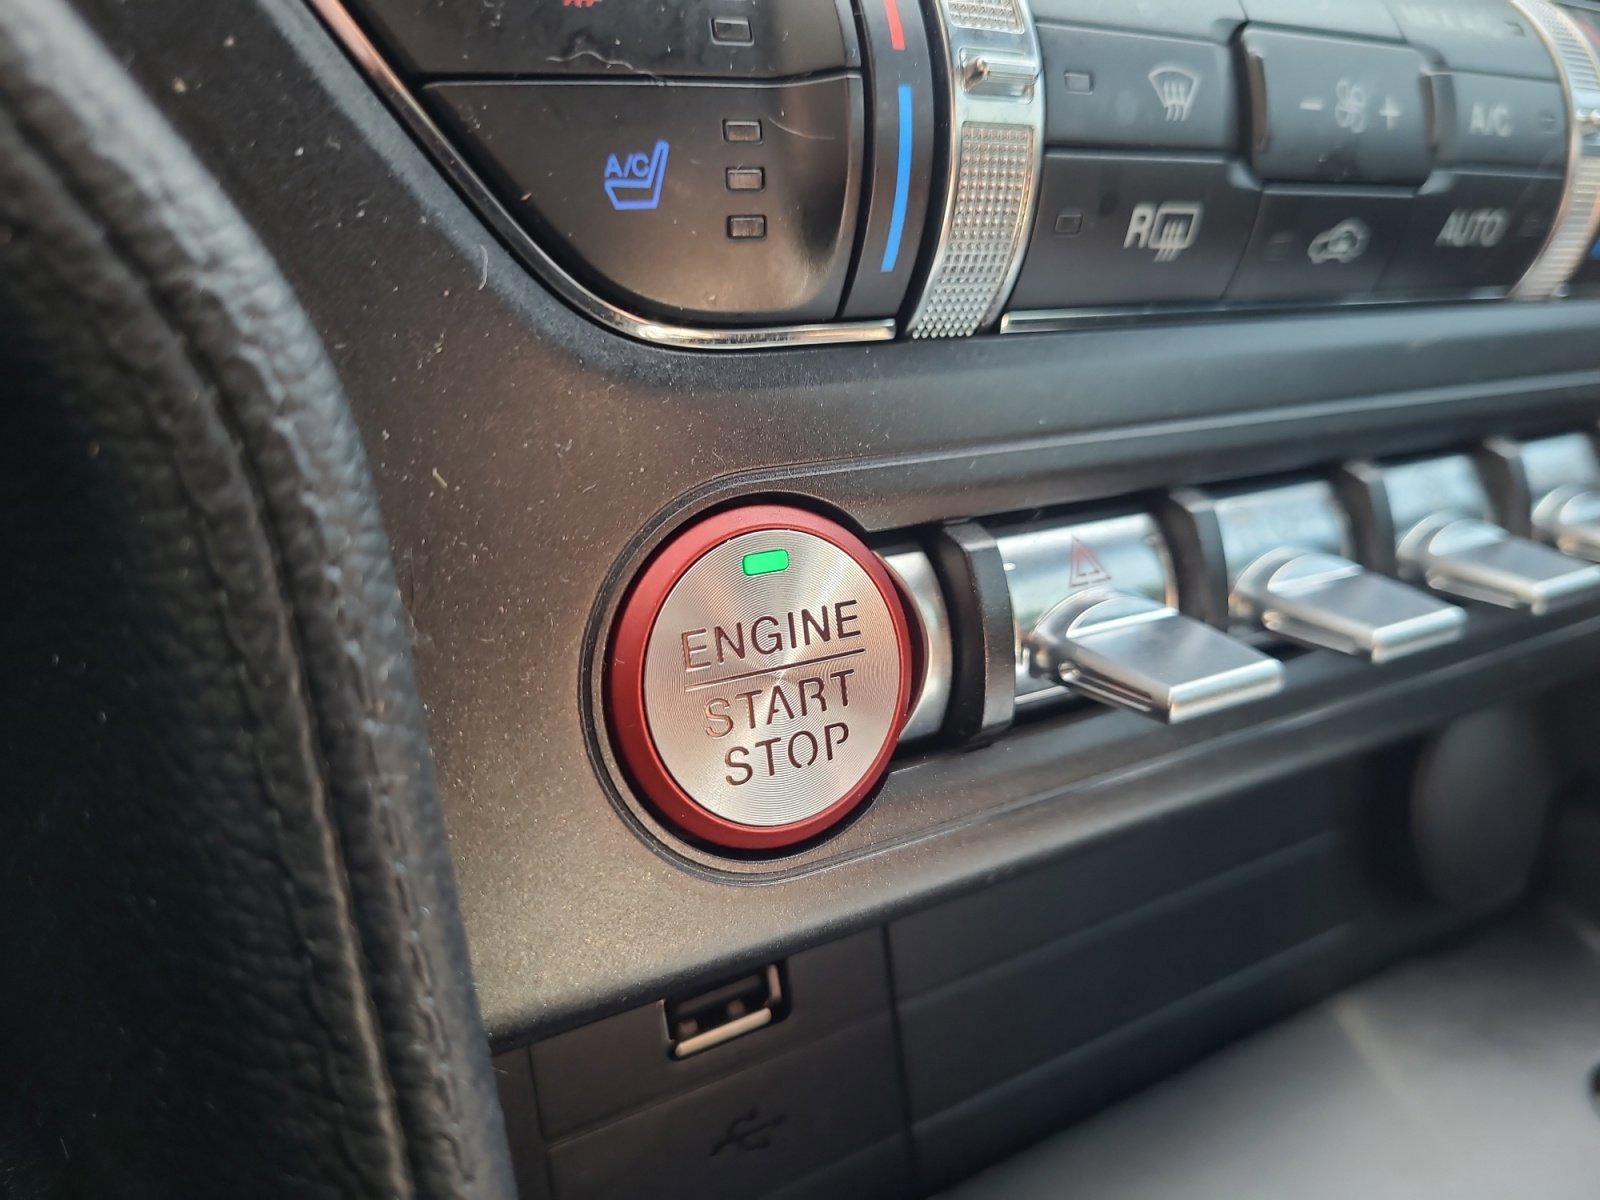 A/C
- +
A/C
R
AUTO
ENGINE
START
STOP